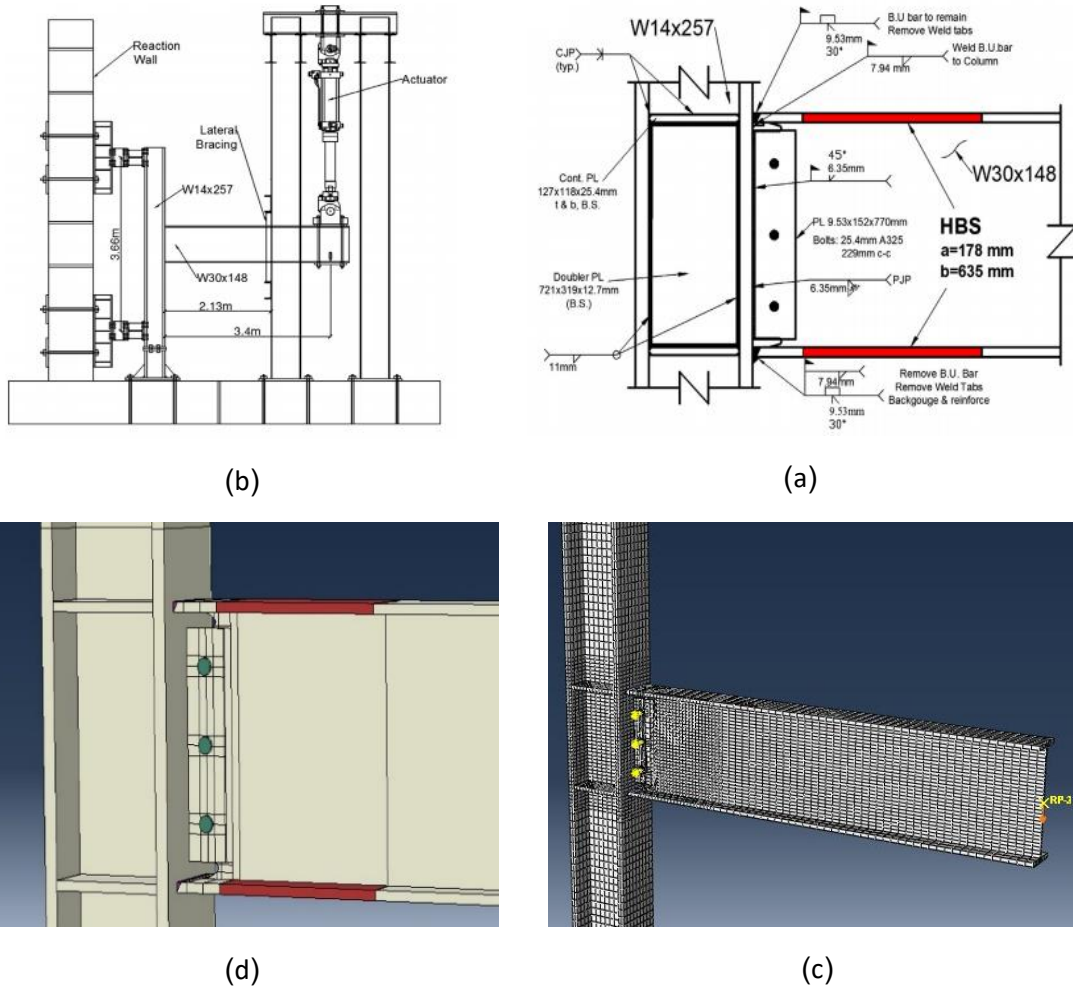 Reaction
Wall
Actuator
Lateral
Bracing
W14x257
3.66m
W30x148
2.13m
3.4m
(b)
B.U bar to remain
Remove Weld tabs
9.53mm
30°
W14x257
CJP
(typ.)
Weld B.U.bar
to Column
7.94 mm
45°
6.35mm
W30x148
Cont. PL
127x118x25.4mm
t & b, B.S.
PL 9.53x152x770mm
Bolts: 25.4mm A325
229mm c-c
HBS
a=178 mm
b=635 mm
Doubler PL
721x319x12.7mm
(B.S.)
6.35mm
PJP
11mm
7.94 mm
Remove B.U. Bar
Remove Weld Tabs
Backgouge & reinforce
9.53mm
30°
(a)
(d)
RP-2
(c)